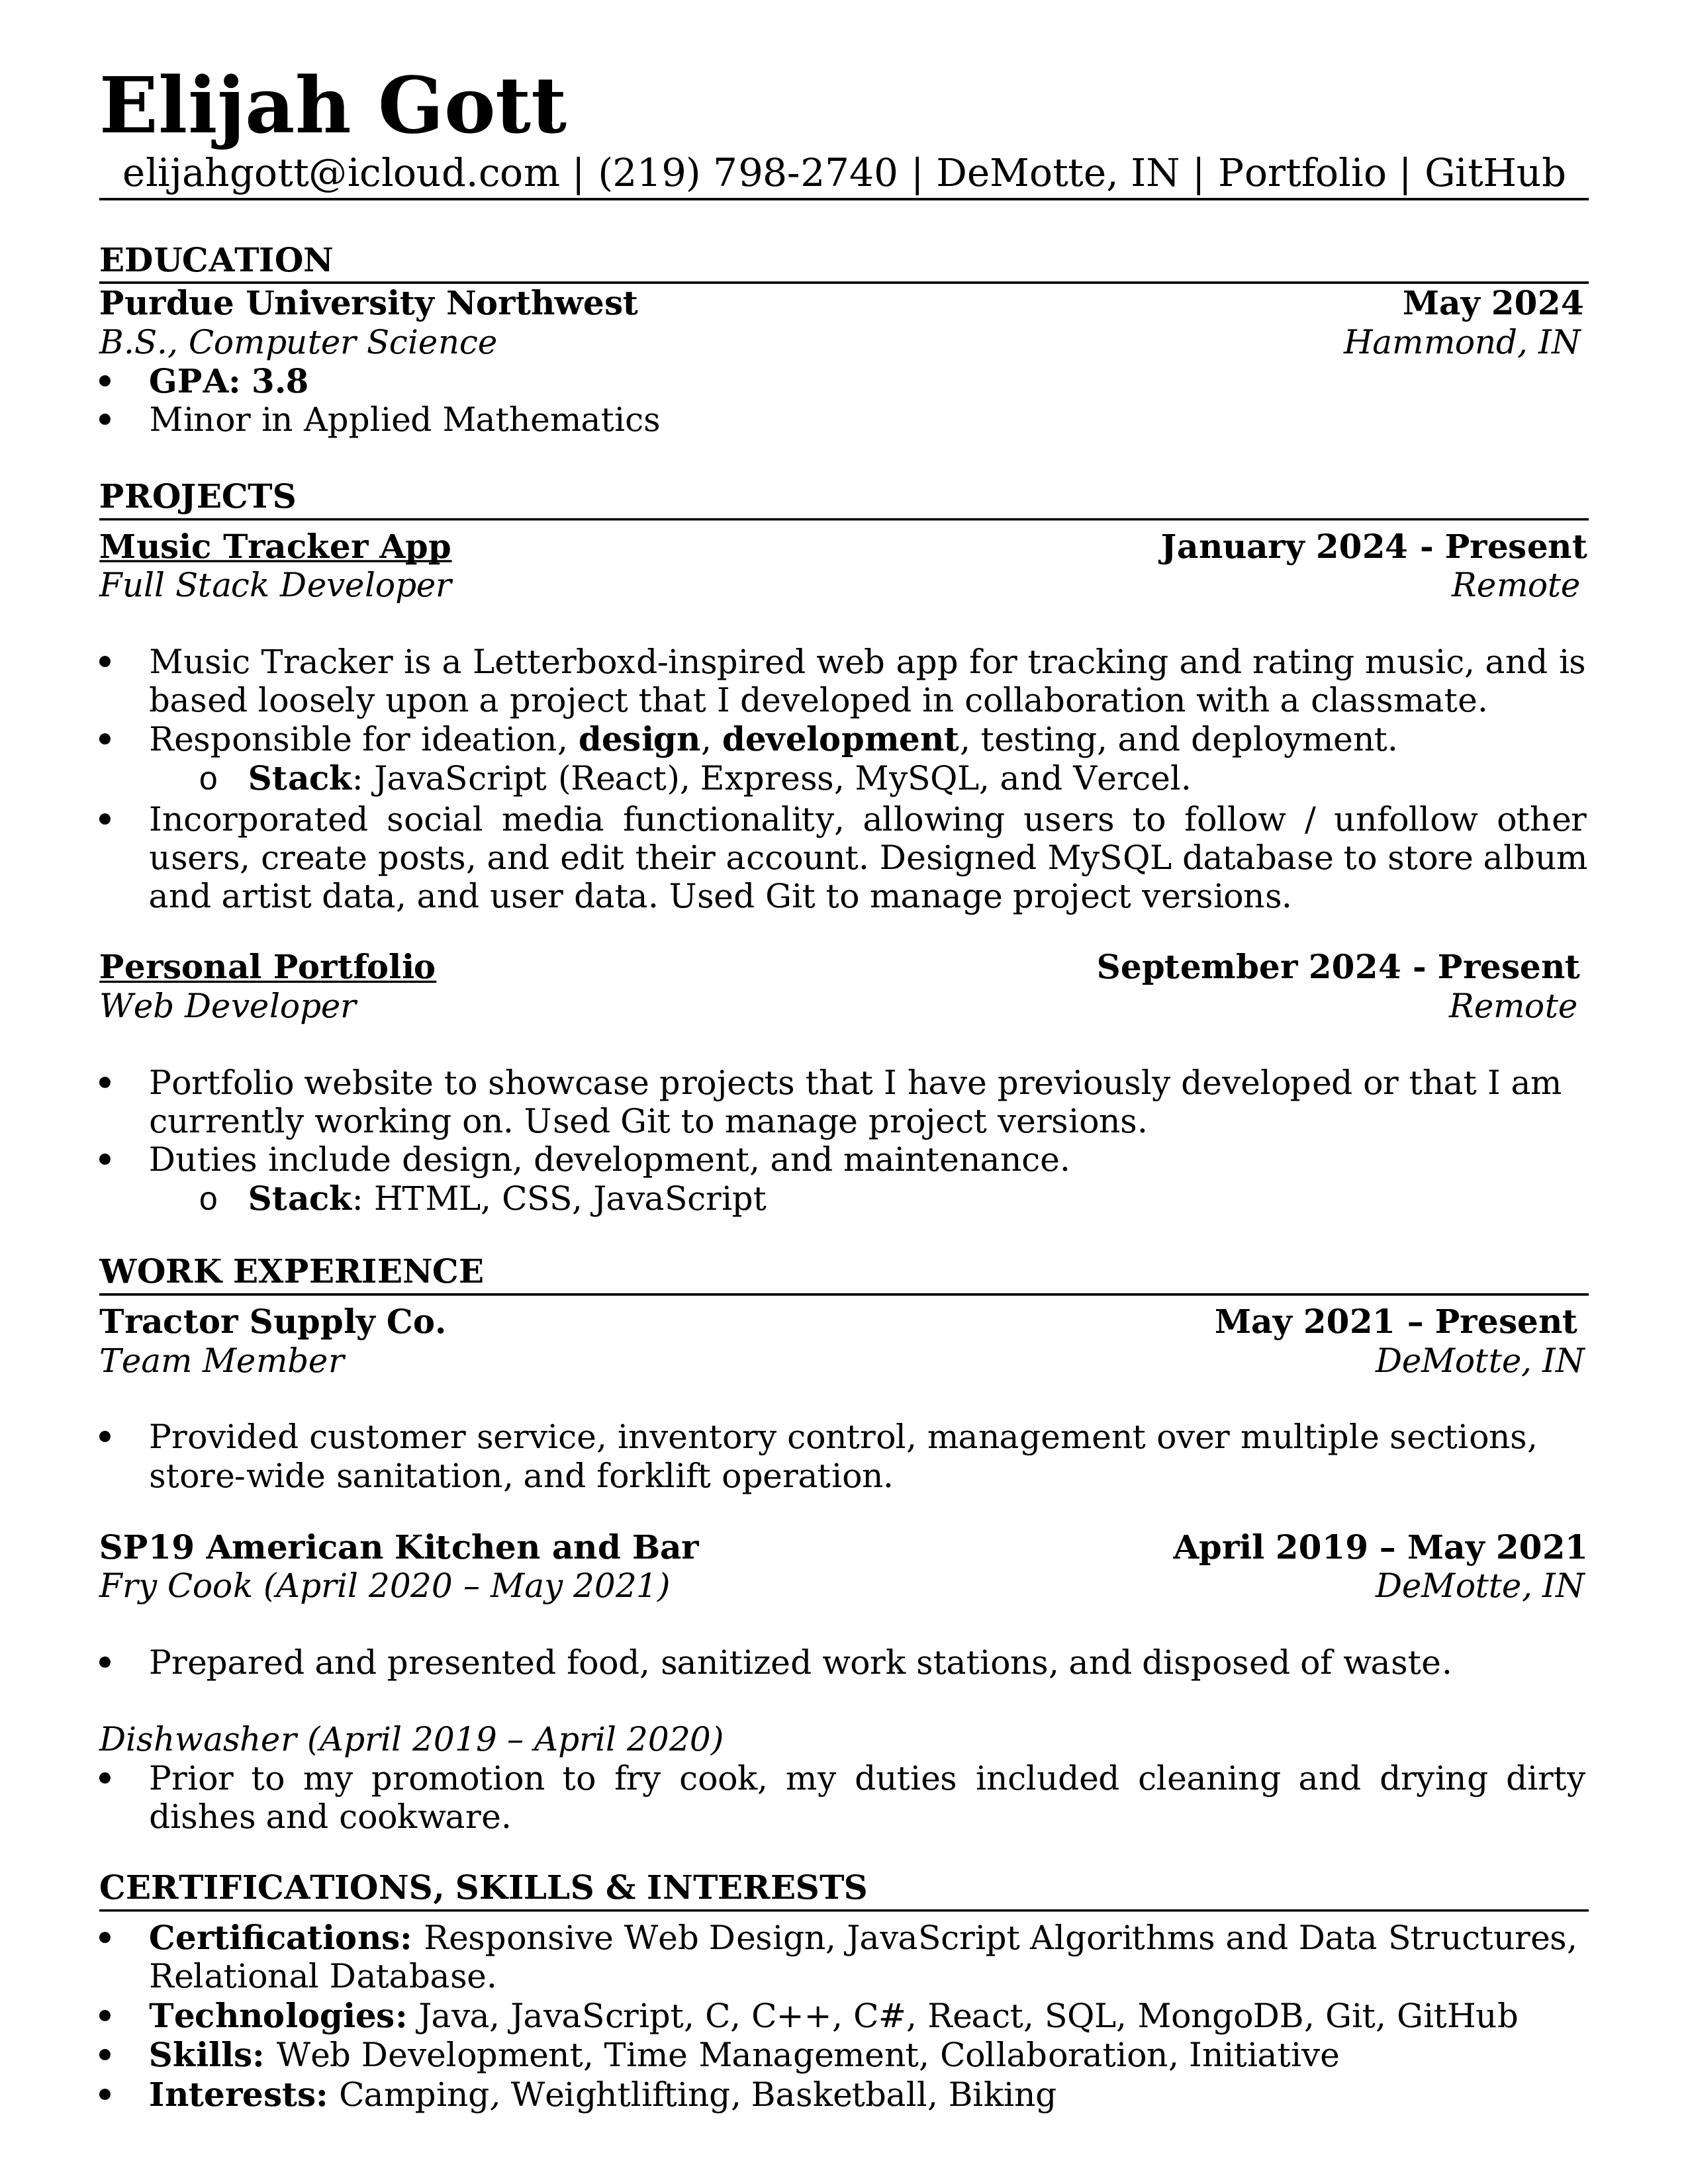 Elijah Gott
elijahgott@icloud.com | (219) 798-2740 | DeMotte, IN | Portfolio | GitHub
EDUCATION
Purdue University Northwest May 2024
B.S., Computer Science Hammond, IN
• GPA: 3.8
• Minor in Applied Mathematics
PROJECTS
Music Tracker App January 2024 - Present
Full Stack Developer Remote
• Music Tracker is a Letterboxd-inspired web app for tracking and rating music, and is
based loosely upon a project that I developed in collaboration with a classmate.
• Responsible for ideation, design, development, testing, and deployment.
o Stack: JavaScript (React), Express, MySQL, and Vercel.
• Incorporated social media functionality, allowing users to follow / unfollow other
users, create posts, and edit their account. Designed MySQL database to store album
and artist data, and user data. Used Git to manage project versions.
Personal Portfolio September 2024 - Present
Web Developer Remote
• Portfolio website to showcase projects that I have previously developed or that I am
currently working on. Used Git to manage project versions.
• Duties include design, development, and maintenance.
o Stack: HTML, CSS, JavaScript
WORK EXPERIENCE
Tractor Supply Co. May 2021 – Present
Team Member DeMotte, IN
• Provided customer service, inventory control, management over multiple sections,
store-wide sanitation, and forklift operation.
SP19 American Kitchen and Bar April 2019 – May 2021
Fry Cook (April 2020 – May 2021) DeMotte, IN
• Prepared and presented food, sanitized work stations, and disposed of waste.
Dishwasher (April 2019 – April 2020)
• Prior to my promotion to fry cook, my duties included cleaning and drying dirty
dishes and cookware.
CERTIFICATIONS, SKILLS & INTERESTS
• Certifications: Responsive Web Design, JavaScript Algorithms and Data Structures,
Relational Database.
• Technologies: Java, JavaScript, C, C++, C#, React, SQL, MongoDB, Git, GitHub
• Skills: Web Development, Time Management, Collaboration, Initiative
• Interests: Camping, Weightlifting, Basketball, Biking